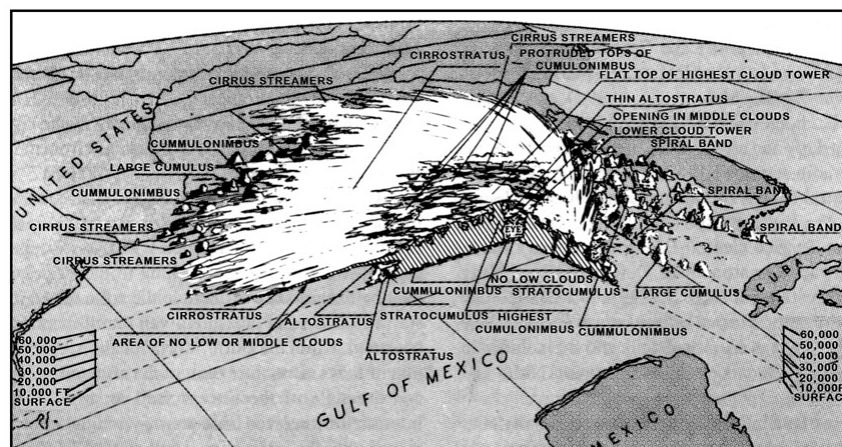 CIRRUS STREAMERS
CIRROSTRATUS
PROTRUDED TOPS OF
CUMULONIMBUS
CIRRUS STREAMERS
FLAT TOP OF HIGHEST CLOUD TOWER
THIN ALTOSTRATUS
OPENING IN MIDDLE CLOUDS
LOWER CLOUD TOWER
UNITED STATES
CUMMULONIMBUS
SPIRAL BAND
LARGE CUMULUS
CUMMULONIMBUS
SPIRAL BAND
CIRRUS STREAMERS
EYE
SPIRAL BAND
CIRRUS STREAMERS
NO LOW CLOUDS
CUBA
CUMMULONIMBUS
STRATOCUMULUS
LARGE CUMULUS
CIRROSTRATUS
ALTOSTRATUS
STRATOCUMULUS
HIGHEST
CUMULONIMBUS
CUMMULONIMBUS
AREA OF NO LOW OR MIDDLE CLOUDS
ALTOSTRATUS
60,000
50,000
40,000
30,000
20,000
10,000 FT
SURFACE
60,000
50,000
40,000
30,000
20,000
10,000FT
SURFACE
GULF OF MEXICO
MEXICO